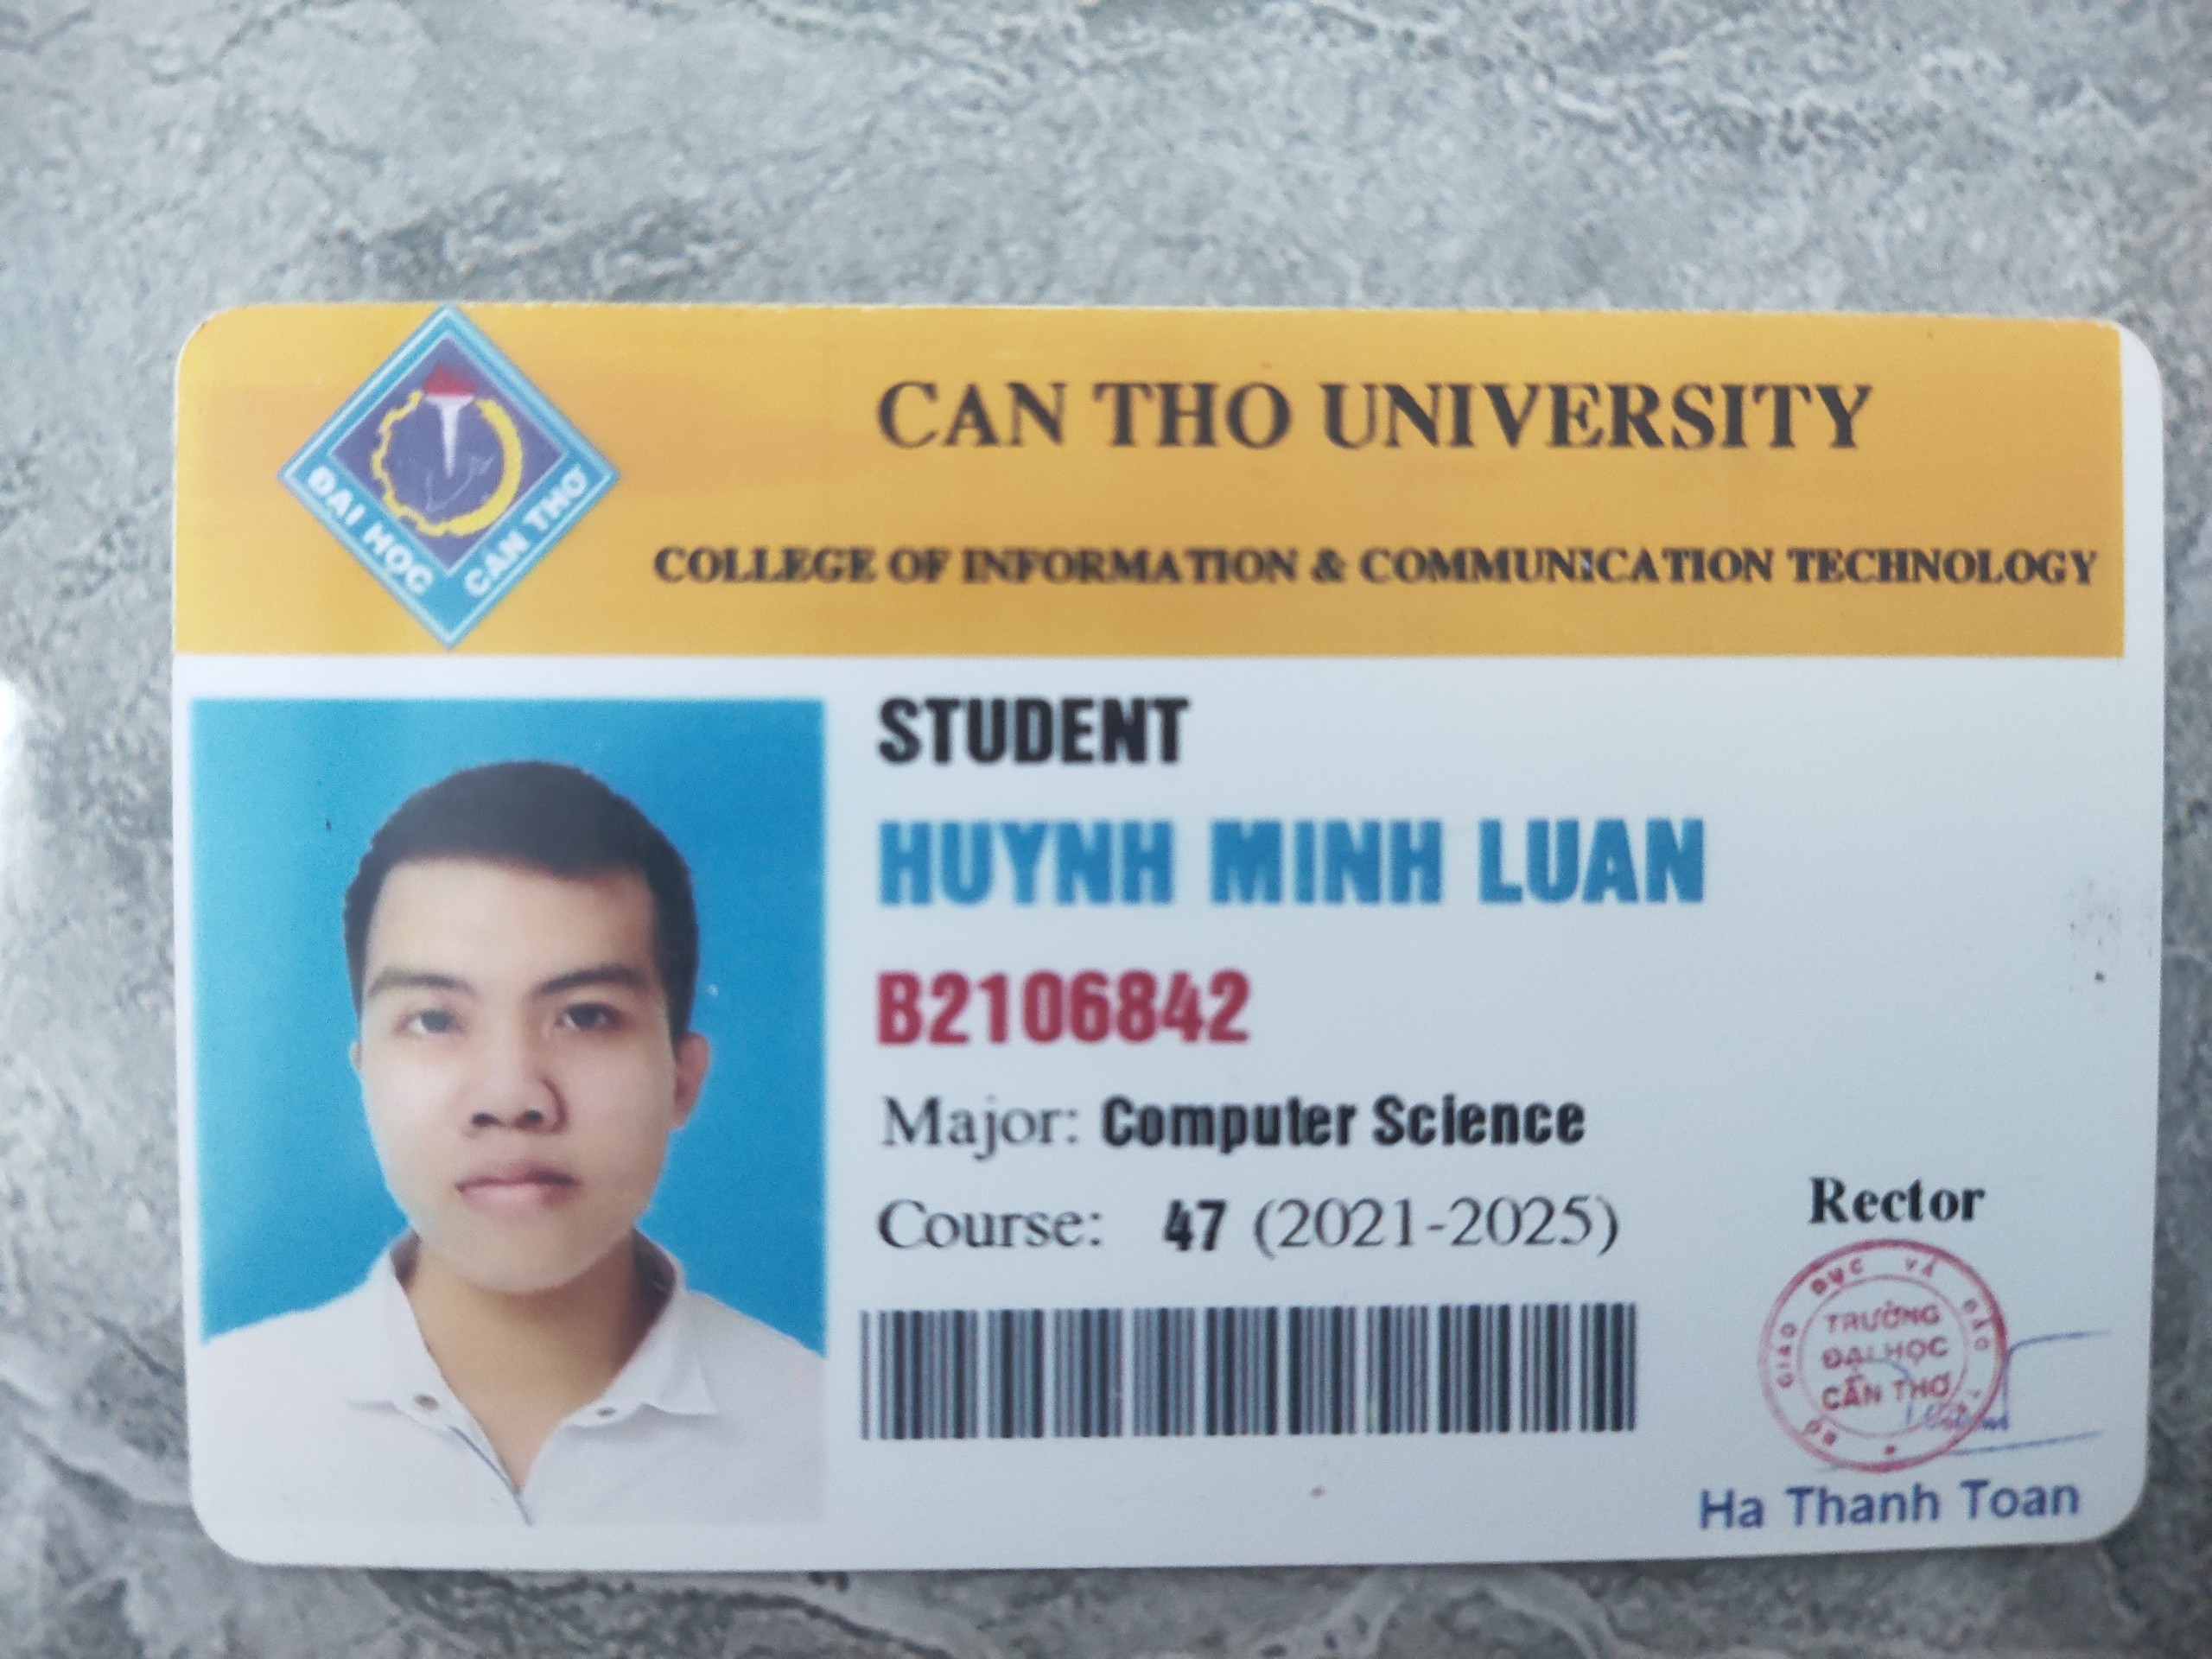 CAN THO UNIVERSITY
COLLEGE OF INFORMATION & COMMUNICATION TECHNOLOGY
ĐẠI HỌC CẦN THƠ
STUDENT
HUYNH MINH LUAN
B2106842
Major: Computer Science
Course: 47 (2021-2025)
Rector
BỘ GIÁO DỤC VÀ ĐÀO
TRƯỜNG
ĐẠI HỌC
CẦN THƠ
Ha Thanh Toan